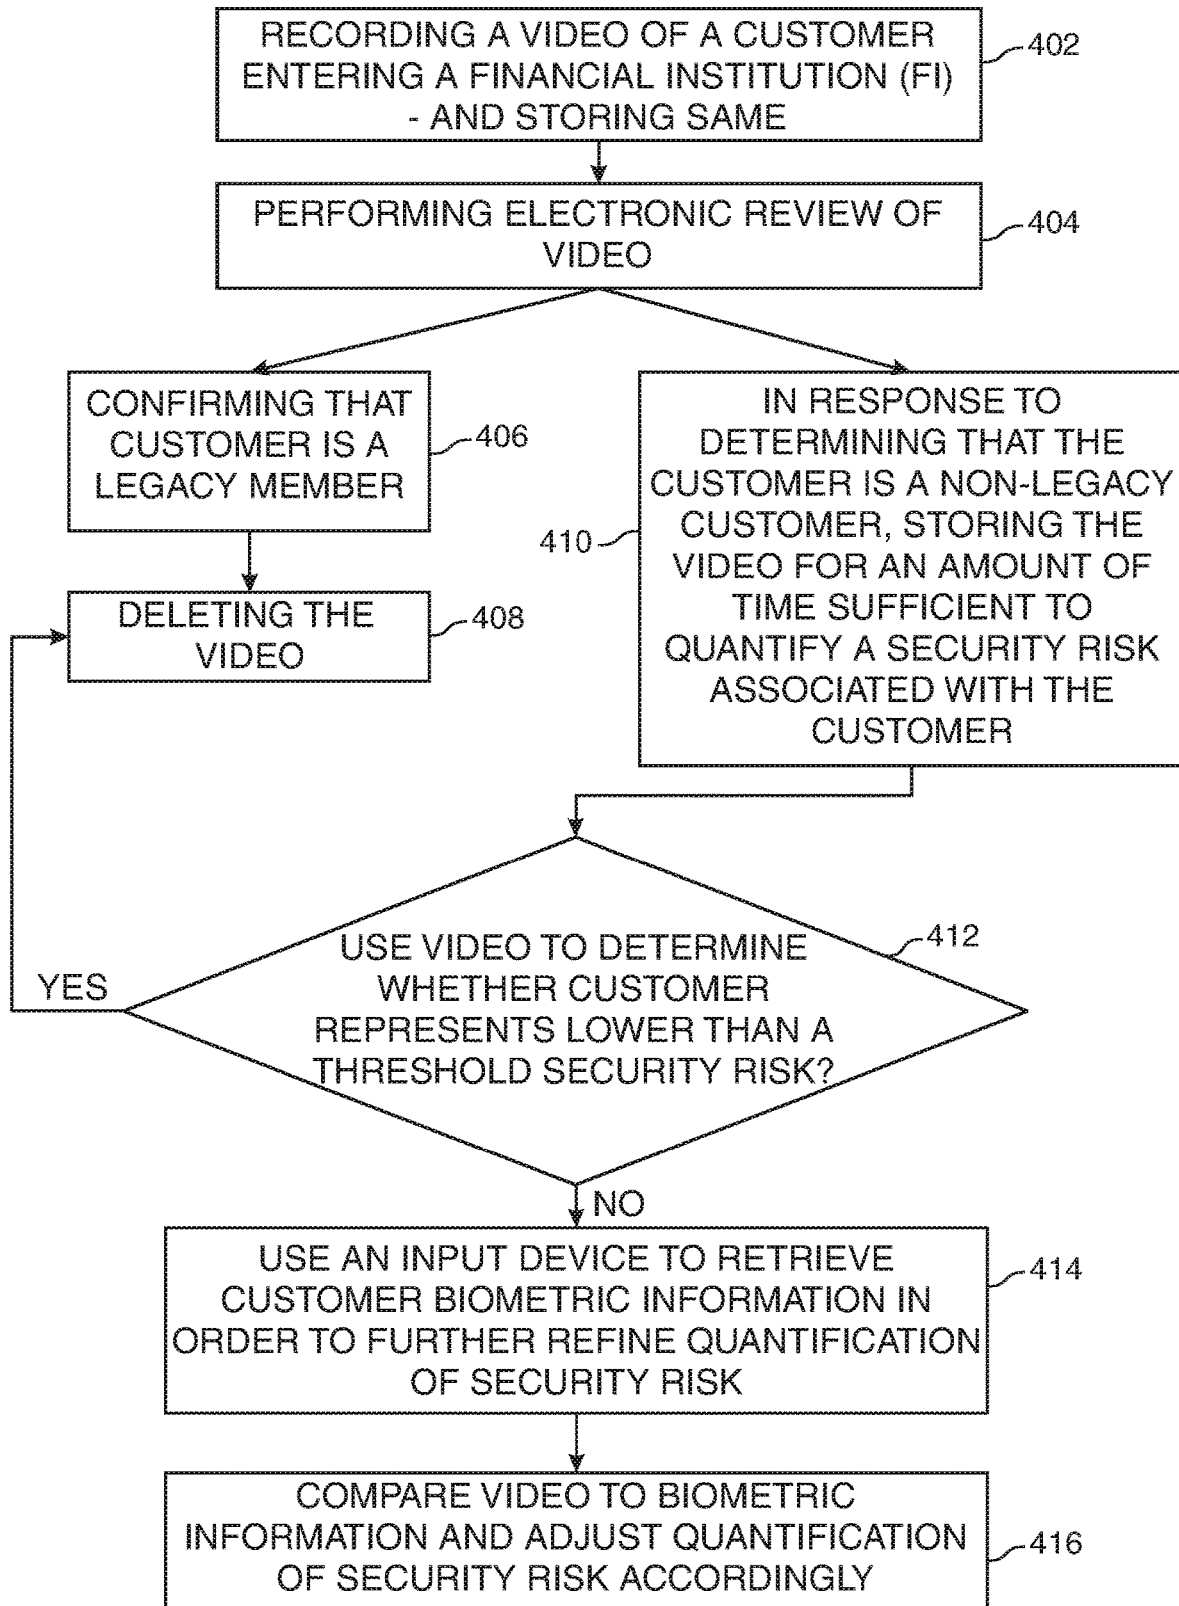 RECORDING A VIDEO OF A CUSTOMER
ENTERING A FINANCIAL INSTITUTION (FI)
- AND STORING SAME
402
PERFORMING ELECTRONIC REVIEW OF
VIDEO
404
CONFIRMING THAT
CUSTOMER IS A
LEGACY MEMBER
406
DELETING THE
VIDEO
408
IN RESPONSE TO
DETERMINING THAT THE
CUSTOMER IS A NON-LEGACY
CUSTOMER, STORING THE
VIDEO FOR AN AMOUNT OF
TIME SUFFICIENT TO
QUANTIFY A SECURITY RISK
ASSOCIATED WITH THE
CUSTOMER
410
USE VIDEO TO DETERMINE
WHETHER CUSTOMER
REPRESENTS LOWER THAN A
THRESHOLD SECURITY RISK?
412
YES
NO
USE AN INPUT DEVICE TO RETRIEVE
CUSTOMER BIOMETRIC INFORMATION IN
ORDER TO FURTHER REFINE QUANTIFICATION
OF SECURITY RISK
414
COMPARE VIDEO TO BIOMETRIC
INFORMATION AND ADJUST QUANTIFICATION
OF SECURITY RISK ACCORDINGLY
416